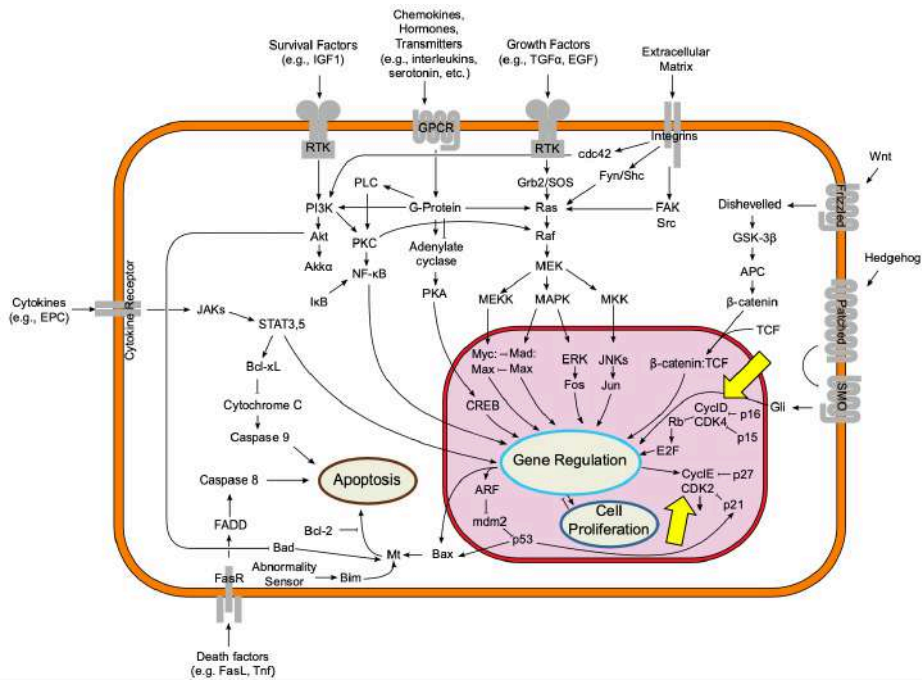 Chemokines,
Hormones,
Transmitters
(e.g., interleukins,
serotonin, etc.)
Survival Factors
(e.g., IGF1)
Growth Factors
(e.g., TGFα, EGF)
Extracellular
Matrix
GPCR
RTK
RTK
Integrins
cdc42
Wnt
PLC
Grb2/SOS
Fyn/Shc
Frizzled
PI3K
G-Protein
Ras
FAK
Src
Dishevelled
Akt
PKC
Adenylate
cyclase
Raf
GSK-3β
Akkα
NF-κB
MEK
APC
Hedgehog
IκB
PKA
MEKK
MAPK
MKK
β-catenin
Cytokines
(e.g., EPC)
Cytokine Receptor
JAKs
STAT3,5
TCF
Patched
Myc:
Mad:
Max
Max
ERK
JNKs
β-catenin:TCF
Bcl-xL
Fos
Jun
Cytochrome C
CREB
CyclD
p16
Gli
SMO
Rb
CDK4
p15
Caspase 9
E2F
Gene Regulation
Caspase 8
Apoptosis
ARF
CyclE
p27
CDK2
p21
FADD
Bcl-2
mdm2
Cell
Proliferation
p53
Bad
Mt
Bax
FasR
Abnormality
Sensor
Bim
Death factors
(e.g. FasL, Tnf)